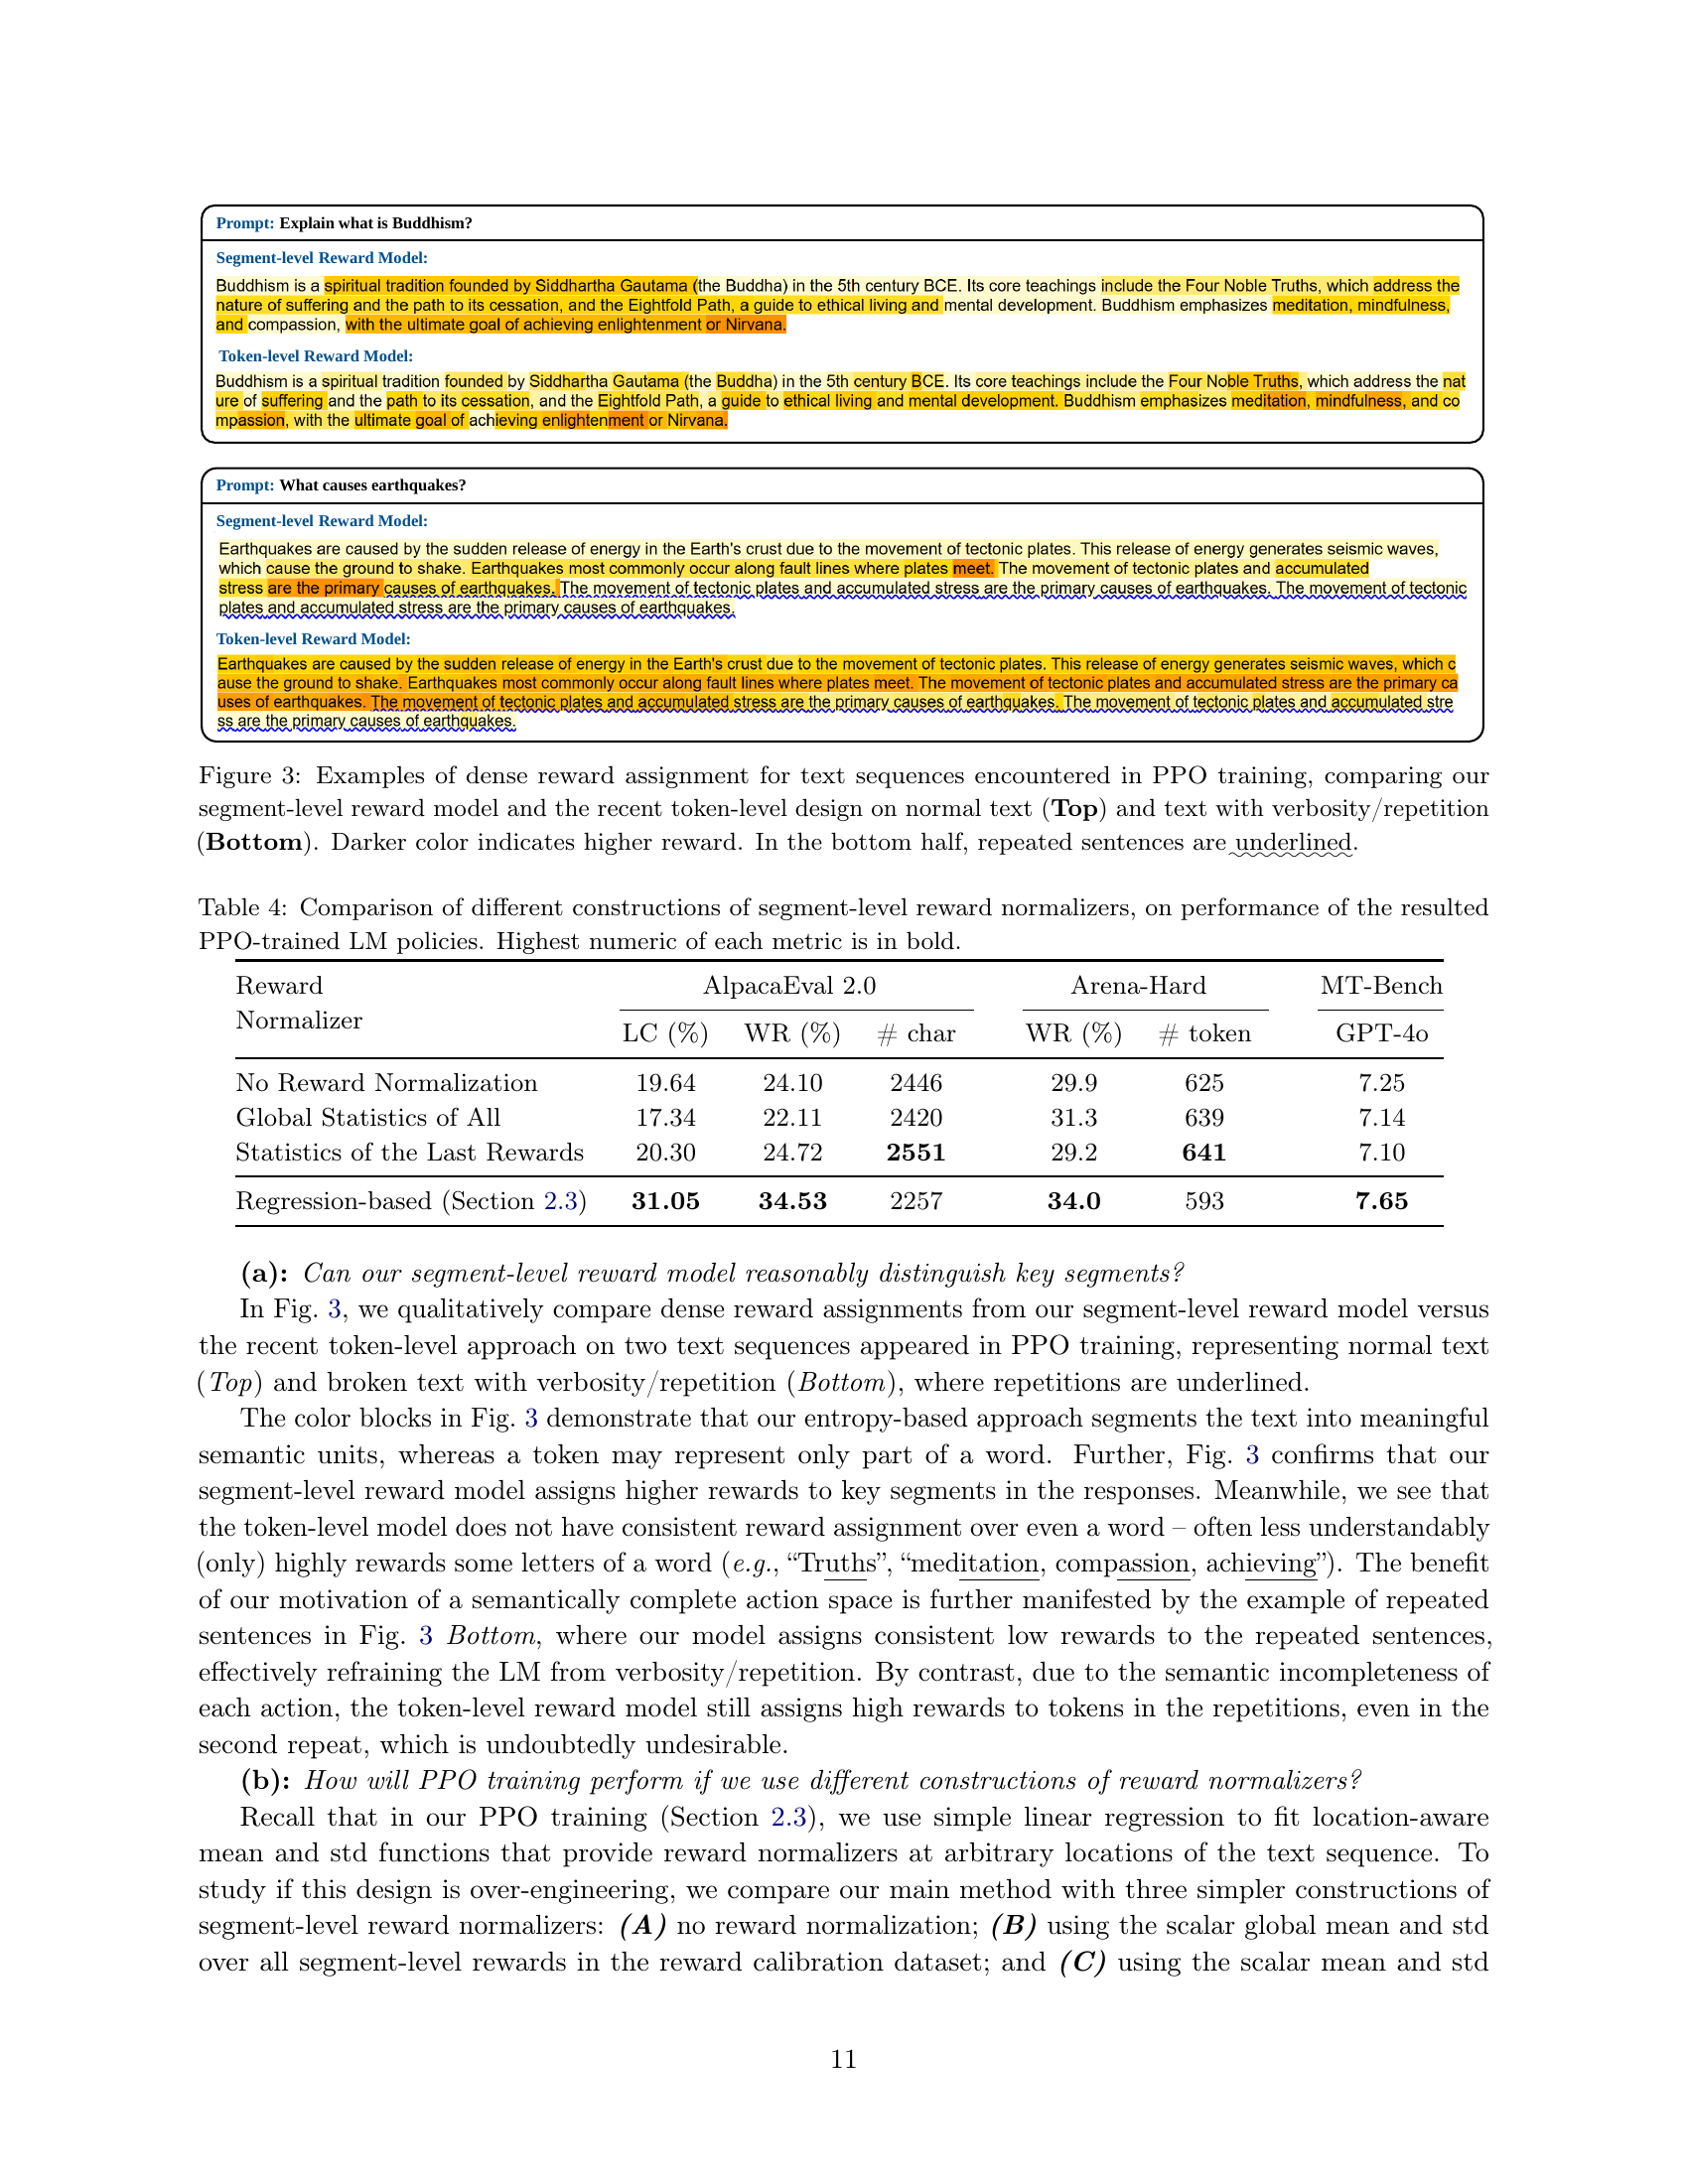 Prompt: Explain what is Buddhism?
Segment-level Reward Model:
Buddhism is a spiritual tradition founded by Siddhartha Gautama (the Buddha) in the 5th century BCE. Its core teachings include the Four Noble Truths, which address the
nature of suffering and the path to its cessation, and the Eightfold Path, a guide to ethical living and mental development. Buddhism emphasizes meditation, mindfulness,
and compassion, with the ultimate goal of achieving enlightenment or Nirvana.
Token-level Reward Model:
Buddhism is a spiritual tradition founded by Siddhartha Gautama (the Buddha) in the 5th century BCE. Its core teachings include the Four Noble Truths, which address the nat
ure of suffering and the path to its cessation, and the Eightfold Path, a guide to ethical living and mental development. Buddhism emphasizes meditation, mindfulness, and co
mpassion, with the ultimate goal of achieving enlightenment or Nirvana.
Prompt: What causes earthquakes?
Segment-level Reward Model:
Earthquakes are caused by the sudden release of energy in the Earth's crust due to the movement of tectonic plates. This release of energy generates seismic waves,
which cause the ground to shake. Earthquakes most commonly occur along fault lines where plates meet. The movement of tectonic plates and accumulated
stress are the primary causes of earthquakes. The movement of tectonic plates and accumulated stress are the primary causes of earthquakes. The movement of tectonic
plates and accumulated stress are the primary causes of earthquakes.
Token-level Reward Model:
Earthquakes are caused by the sudden release of energy in the Earth's crust due to the movement of tectonic plates. This release of energy generates seismic waves, which c
ause the ground to shake. Earthquakes most commonly occur along fault lines where plates meet. The movement of tectonic plates and accumulated stress are the primary ca
uses of earthquakes. The movement of tectonic plates and accumulated stress are the primary causes of earthquakes. The movement of tectonic plates and accumulated stre
ss are the primary causes of earthquakes.
Figure 3: Examples of dense reward assignment for text sequences encountered in PPO training, comparing our
segment-level reward model and the recent token-level design on normal text (Top) and text with verbosity/repetition
(Bottom). Darker color indicates higher reward. In the bottom half, repeated sentences are underlined.
Table 4: Comparison of different constructions of segment-level reward normalizers, on performance of the resulted
PPO-trained LM policies. Highest numeric of each metric is in bold.
Reward Normalizer AlpacaEval 2.0 Arena-Hard MT-Bench
LC (%) WR (%) # char WR (%) # token GPT-4o
No Reward Normalization 19.64 24.10 2446 29.9 625 7.25
Global Statistics of All 17.34 22.11 2420 31.3 639 7.14
Statistics of the Last Rewards 20.30 24.72 2551 29.2 641 7.10
Regression-based (Section 2.3) 31.05 34.53 2257 34.0 593 7.65
(a): Can our segment-level reward model reasonably distinguish key segments?
In Fig. 3, we qualitatively compare dense reward assignments from our segment-level reward model versus
the recent token-level approach on two text sequences appeared in PPO training, representing normal text
(Top) and broken text with verbosity/repetition (Bottom), where repetitions are underlined.
The color blocks in Fig. 3 demonstrate that our entropy-based approach segments the text into meaningful
semantic units, whereas a token may represent only part of a word. Further, Fig. 3 confirms that our
segment-level reward model assigns higher rewards to key segments in the responses. Meanwhile, we see that
the token-level model does not have consistent reward assignment over even a word – often less understandably
(only) highly rewards some letters of a word (e.g., “Truths”, “meditation, compassion, achieving”). The benefit
of our motivation of a semantically complete action space is further manifested by the example of repeated
sentences in Fig. 3 Bottom, where our model assigns consistent low rewards to the repeated sentences,
effectively refraining the LM from verbosity/repetition. By contrast, due to the semantic incompleteness of
each action, the token-level reward model still assigns high rewards to tokens in the repetitions, even in the
second repeat, which is undoubtedly undesirable.
(b): How will PPO training perform if we use different constructions of reward normalizers?
Recall that in our PPO training (Section 2.3), we use simple linear regression to fit location-aware
mean and std functions that provide reward normalizers at arbitrary locations of the text sequence. To
study if this design is over-engineering, we compare our main method with three simpler constructions of
segment-level reward normalizers: (A) no reward normalization; (B) using the scalar global mean and std
over all segment-level rewards in the reward calibration dataset; and (C) using the scalar mean and std
11